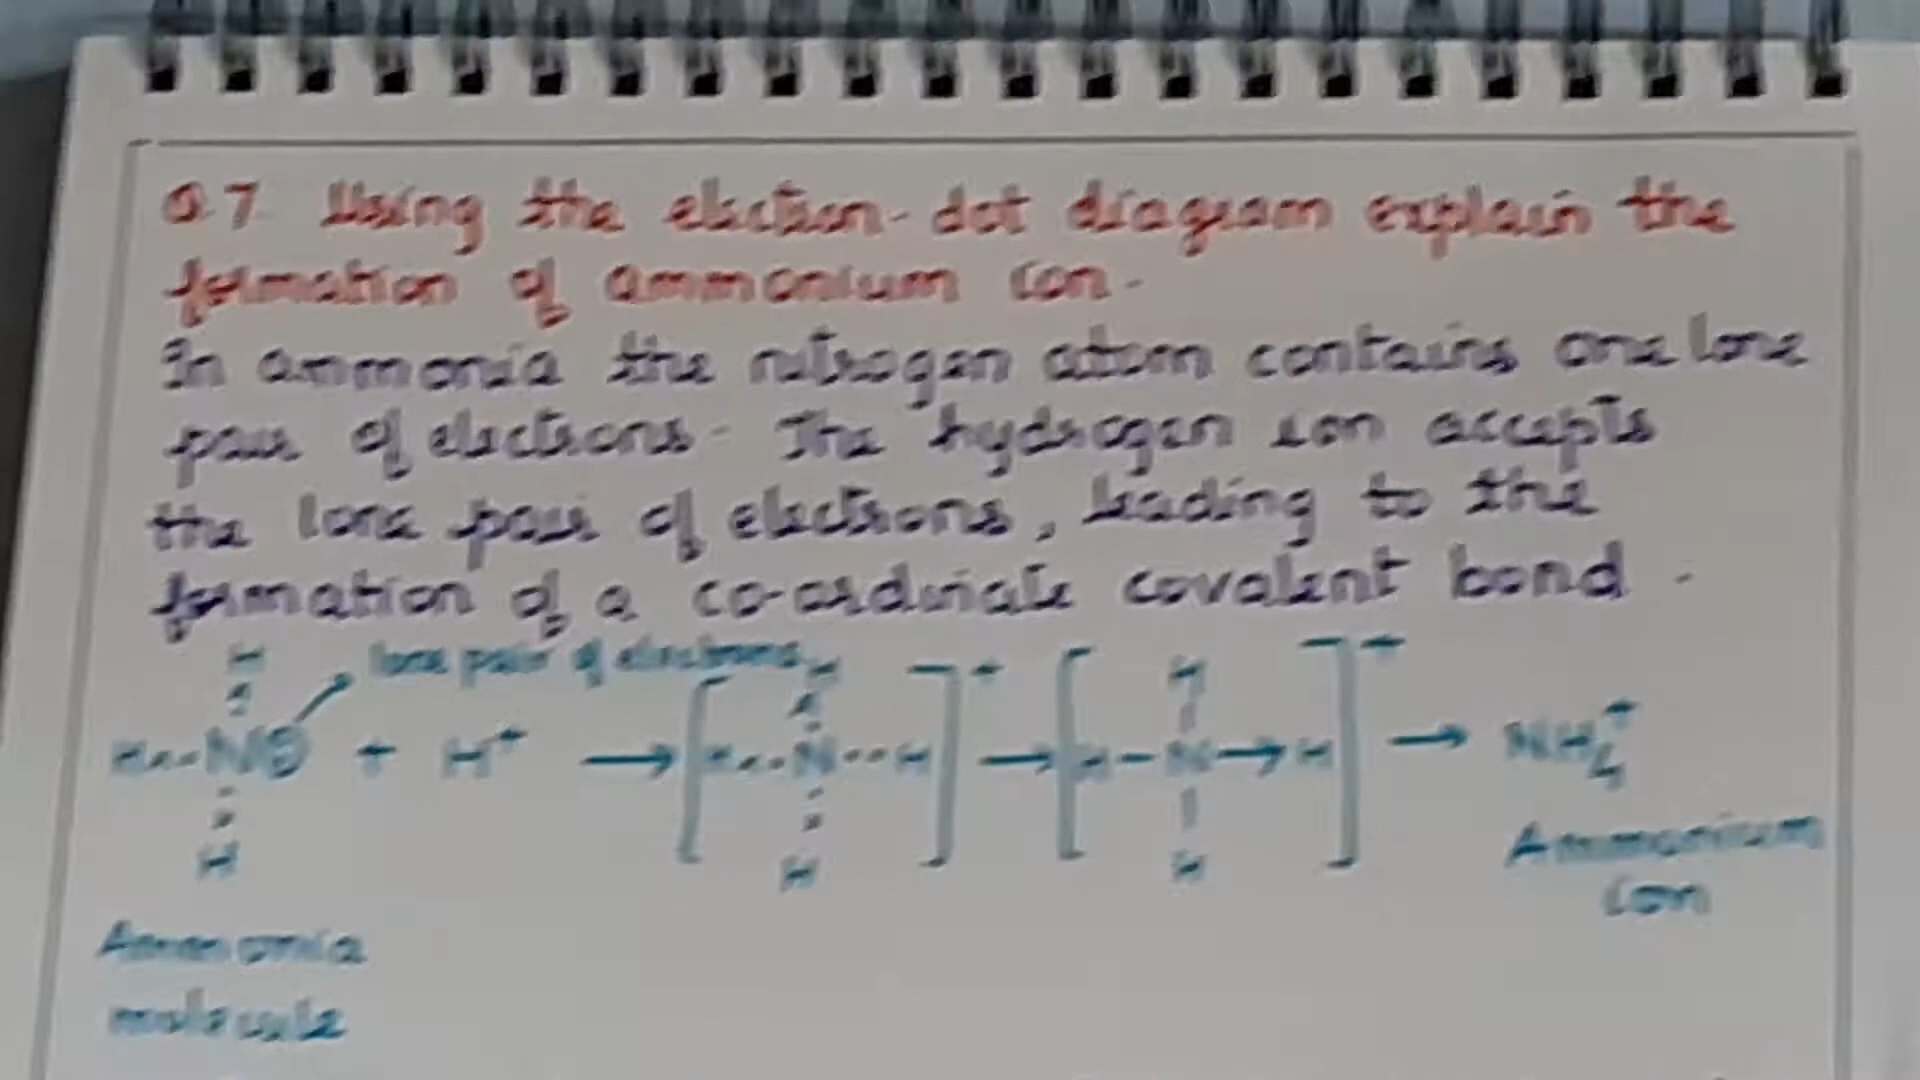 Q.7 Using the electron-dot diagram explain the
formation of ammonium ion.
In ammonia the nitrogen atom contains one lone
pair of electrons. The hydrogen ion accepts
the lone pair of electrons, leading to the
formation of a co-ordinate covalent bond.
H lone pair of electrons H + H +
H N + H+ → [ H N H ] → [ H - N → H ] → NH4+
H H H
Ammonium
ion
Ammonia
molecule